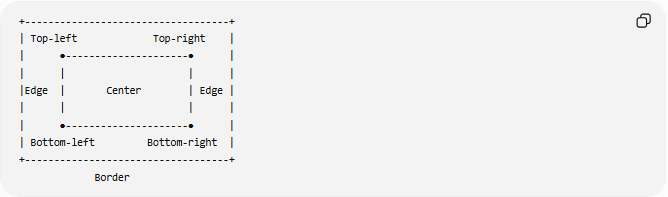 Top-left Top-right
Edge Center Edge
Bottom-left Bottom-right
Border